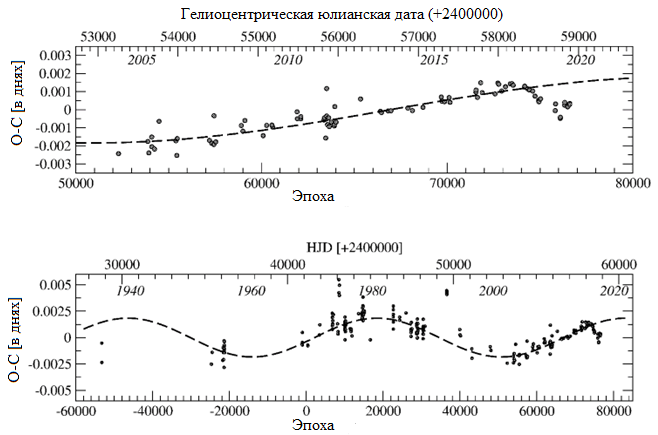 Гелиоцентрическая юлианская дата (+2400000)
53000 54000 55000 56000 57000 58000 59000
2005 2010 2015 2020
0.003
0.002
0.001
0
-0.001
-0.002
-0.003
О-С [в днях]
50000 60000 70000 80000
Эпоха
HJD [+2400000]
30000 40000 50000 60000
1940 1960 1980 2000 2020
0.005
0.0025
0
-0.0025
-0.005
О-С [в днях]
-60000 -40000 -20000 0 20000 40000 60000 80000
Эпоха